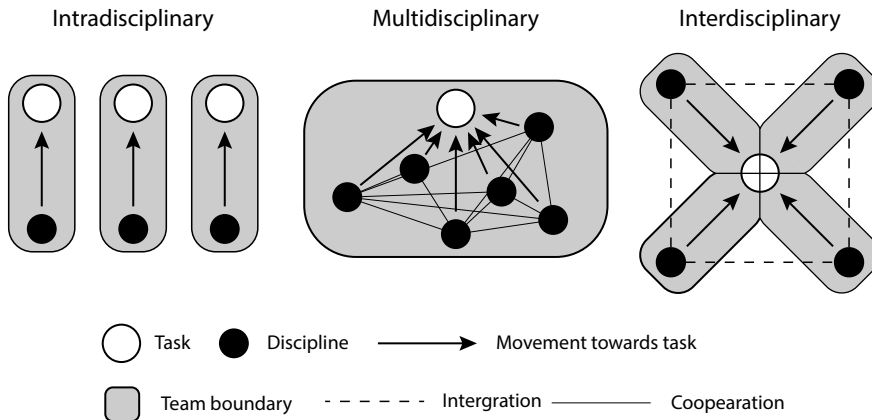 Intradisciplinary Multidisciplinary Interdisciplinary
Task Discipline Movement towards task
Team boundary Intergration Coopearation